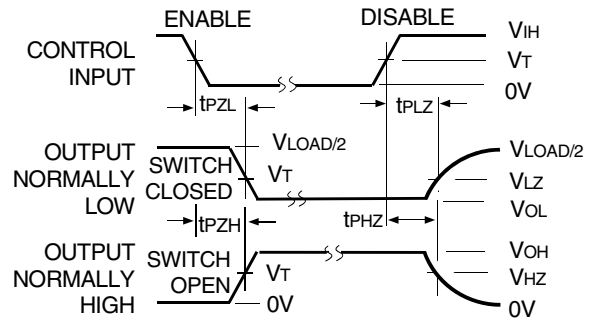 ENABLE DISABLE
CONTROL INPUT
VIH
VT
0V
tPZL tPLZ
OUTPUT NORMALLY LOW
SWITCH CLOSED
VLOAD/2
VT
VLOAD/2
VLZ
VOL
tPZH tPHZ
OUTPUT NORMALLY HIGH
SWITCH OPEN
VT
0V
VOH
VHZ
0V